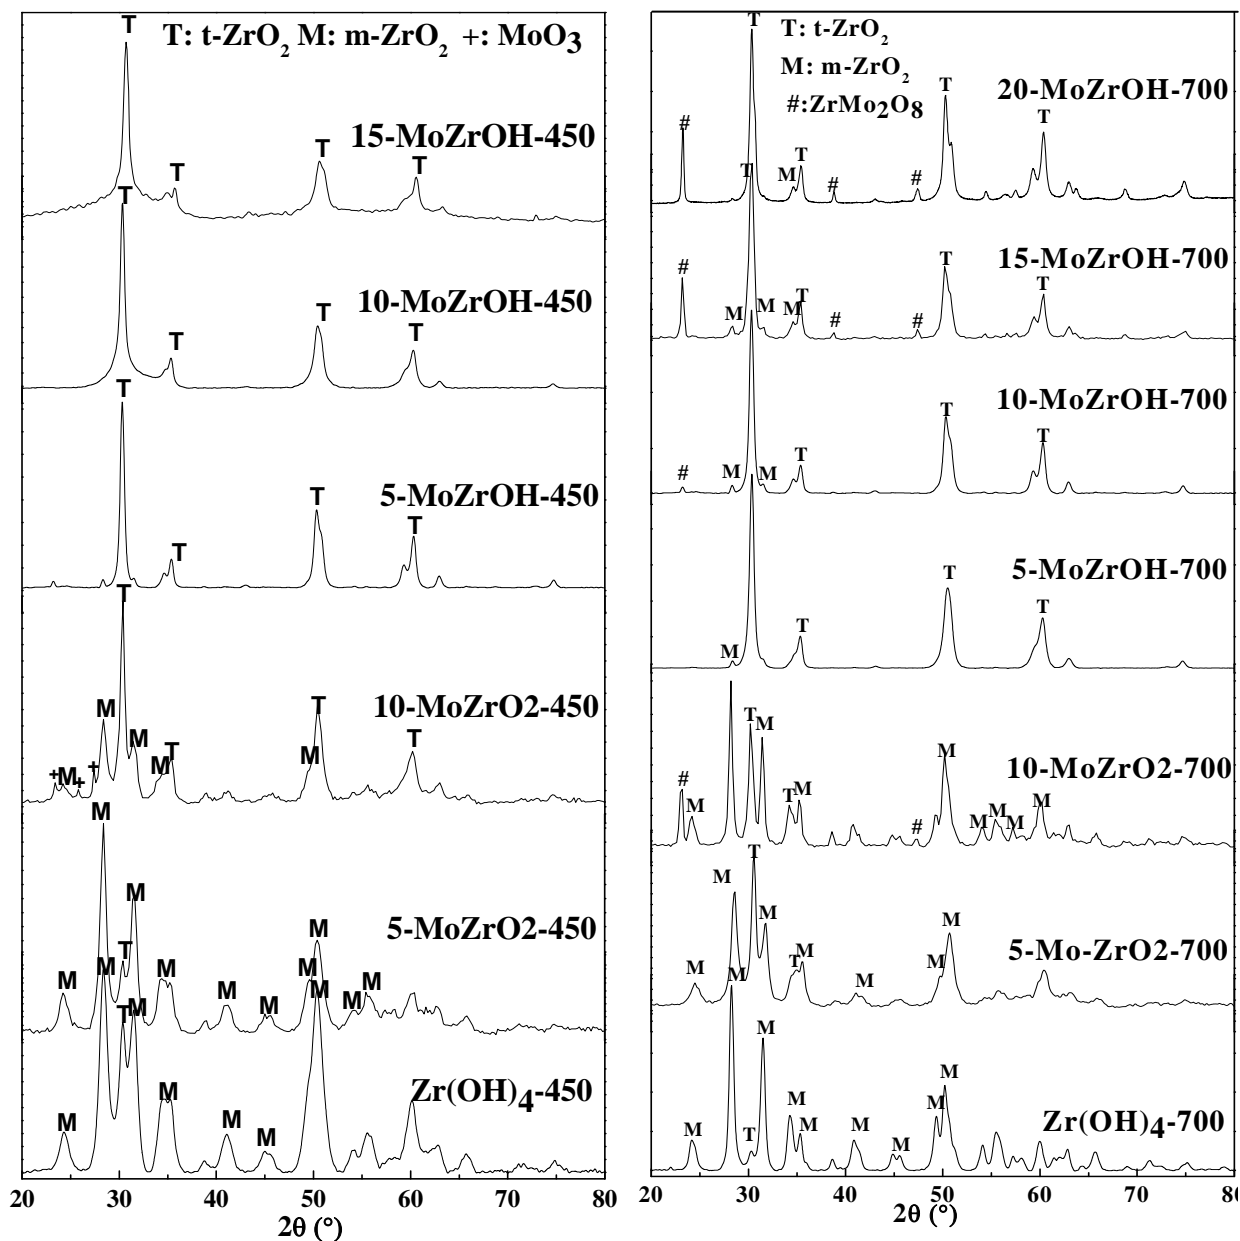 T: t-ZrO2 M: m-ZrO2 +: MoO3
T
15-MoZrOH-450
T
T
T
T
10-MoZrOH-450
T
T
T
T
5-MoZrOH-450
T
T
T
T
10-MoZrO2-450
M
T
M
M
T
M
T
+
M
+
+
M
5-MoZrO2-450
M
M
T
M
M
M
M
M
M
M
M
Zr(OH)4-450
M
M
T
M
M
M
M
M
20 30 40 50 60 70 80
2θ (°)
T: t-ZrO2
M: m-ZrO2
#:ZrMo2O8
T
20-MoZrOH-700
#
T
M
T
#
#
T
T
15-MoZrOH-700
#
M
M
M
T
#
#
T
T
T
10-MoZrOH-700
#
M
M
T
T
T
5-MoZrOH-700
M
T
T
T
10-MoZrO2-700
#
M
T
M
T
M
#
M
M
M
M
M
5-Mo-ZrO2-700
M
M
T
M
T
M
M
M
M
Zr(OH)4-700
M
M
T
M
M
M
M
M
M
M
20 30 40 50 60 70 80
2θ (°)